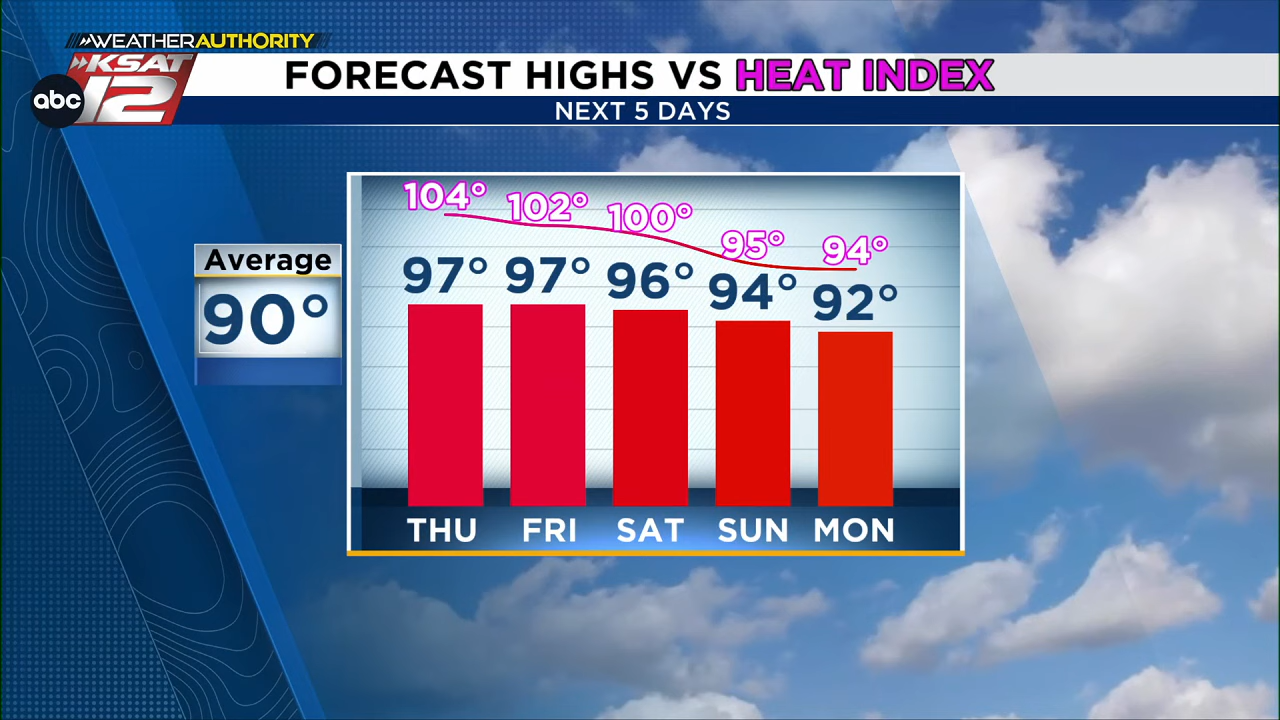 WEATHERAUTHORITY
KSAT
abc 12
FORECAST HIGHS VS HEAT INDEX
NEXT 5 DAYS
104° 102° 100° 95° 94°
Average
90°
97° 97° 96° 94° 92°
THU FRI SAT SUN MON